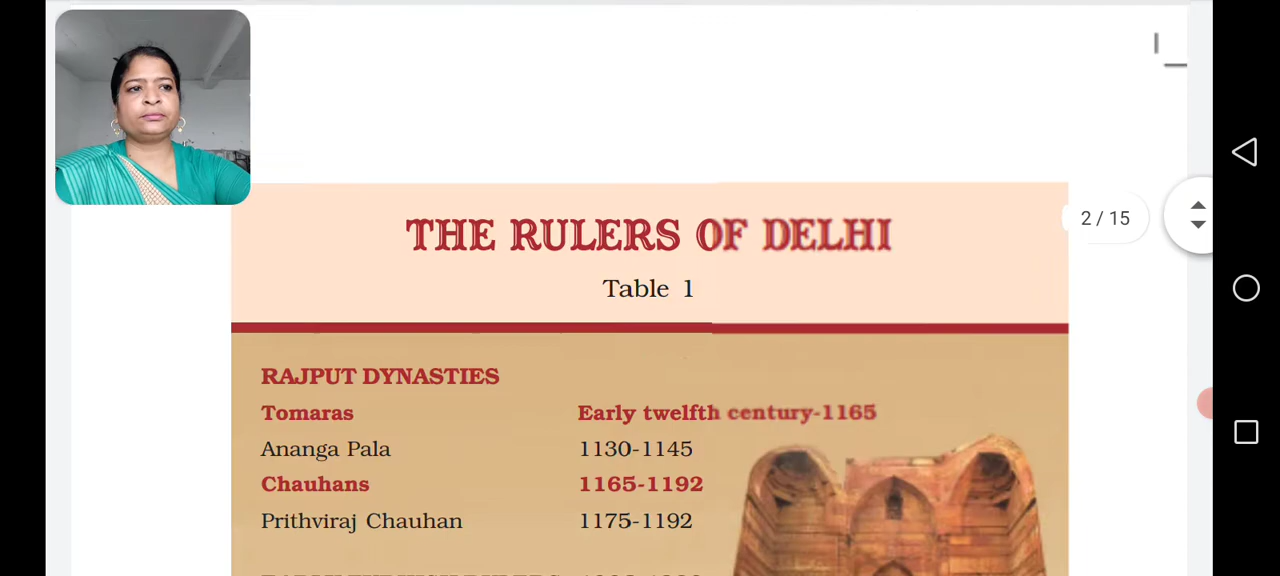 2 / 15
THE RULERS OF DELHI
Table 1
RAJPUT DYNASTIES
Tomaras Early twelfth century-1165
Ananga Pala 1130-1145
Chauhans 1165-1192
Prithviraj Chauhan 1175-1192